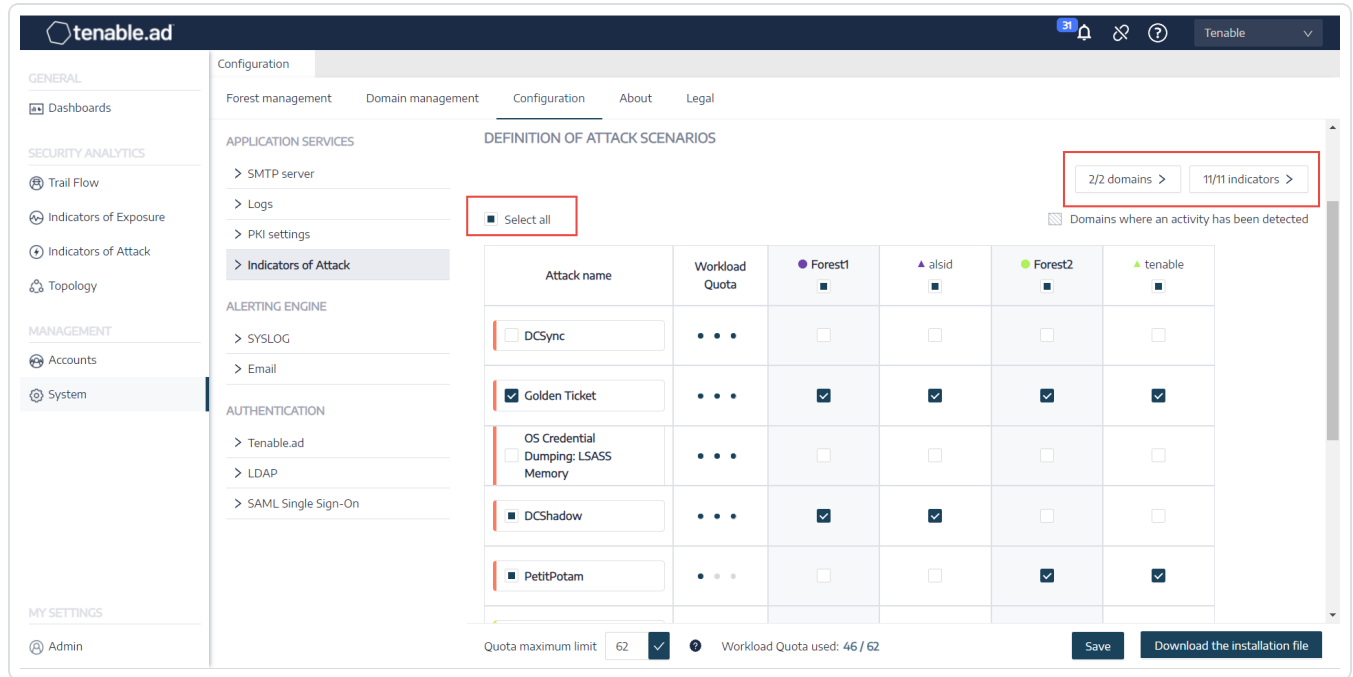 tenable.ad
31
Tenable
GENERAL
Dashboards
SECURITY ANALYTICS
Trail Flow
Indicators of Exposure
Indicators of Attack
Topology
MANAGEMENT
Accounts
System
MY SETTINGS
Admin
Configuration
Forest management Domain management Configuration About Legal
APPLICATION SERVICES
SMTP server
Logs
PKI settings
Indicators of Attack
ALERTING ENGINE
SYSLOG
Email
AUTHENTICATION
Tenable.ad
LDAP
SAML Single Sign-On
DEFINITION OF ATTACK SCENARIOS
2/2 domains > 11/11 indicators >
Select all
Domains where an activity has been detected
Attack name Workload Quota Forest1 alsid Forest2 tenable
DCSync
Golden Ticket
OS Credential
Dumping: LSASS
Memory
DCShadow
PetitPotam
Quota maximum limit 62 ? Workload Quota used: 46 / 62 Save Download the installation file